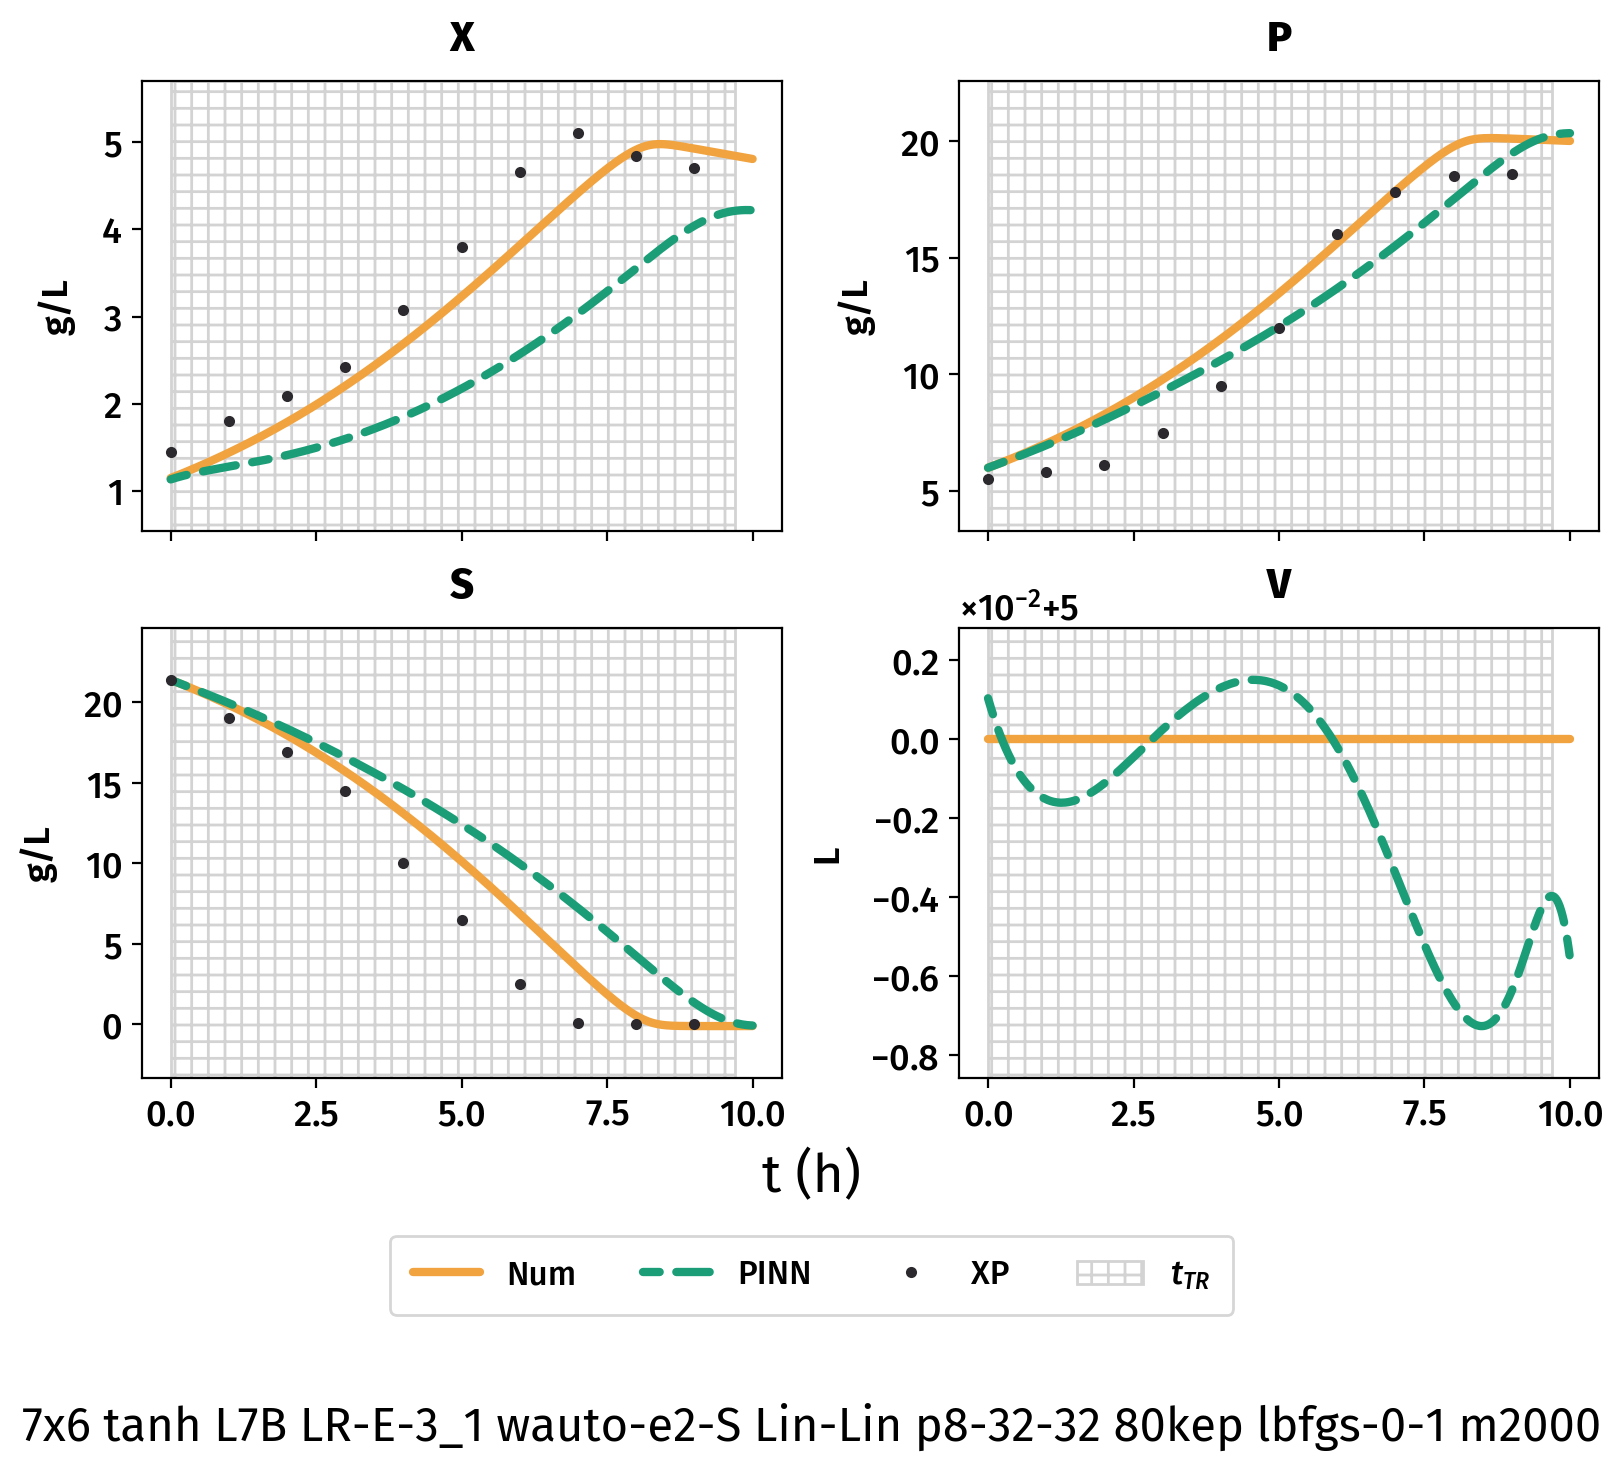 X
g/L
5
4
3
2
1
P
g/L
20
15
10
5
S
g/L
20
15
10
5
0
0.0 2.5 5.0 7.5 10.0
V
×10⁻²+5
L
0.2
0.0
−0.2
−0.4
−0.6
−0.8
0.0 2.5 5.0 7.5 10.0
t (h)
Num PINN XP t_TR
7x6 tanh L7B LR-E-3_1 wauto-e2-S Lin-Lin p8-32-32 80kep lbfgs-0-1 m2000